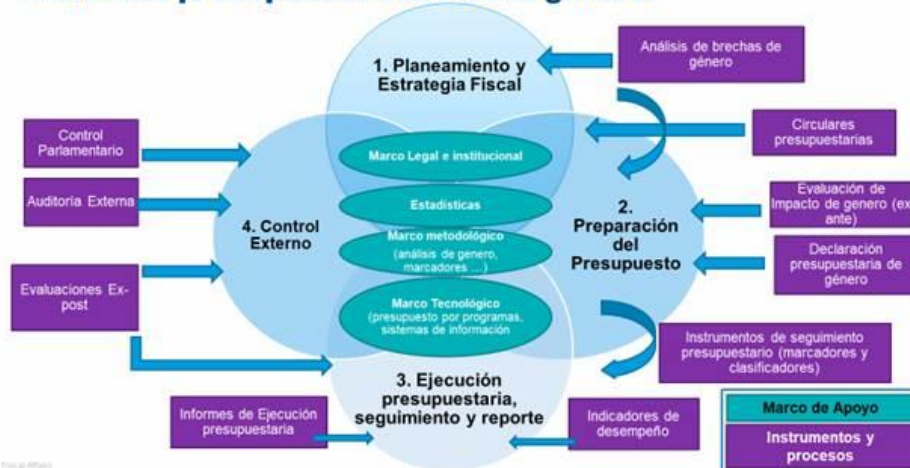 Análisis de brechas de
género
1. Planeamiento y
Estrategia Fiscal
Circulares
presupuestarias
Control
Parlamentario
Marco Legal e institucional
Auditoría Externa
Estadísticas
Evaluación de
Impacto de genero (ex
ante)
4. Control
Externo
2.
Preparación
del
Presupuesto
Marco metodológico
(análisis de genero,
marcadores ...)
Declaración
presupuestaria de
género
Evaluaciones Ex-
post
Marco Tecnológico
(presupuesto por programas,
sistemas de información
Instrumentos de seguimiento
presupuestario (marcadores y
clasificadores)
3. Ejecución
presupuestaria,
seguimiento y reporte
Informes de Ejecución
presupuestaria
Indicadores de
desempeño
Marco de Apoyo
Instrumentos y
procesos
Fiscal Affairs